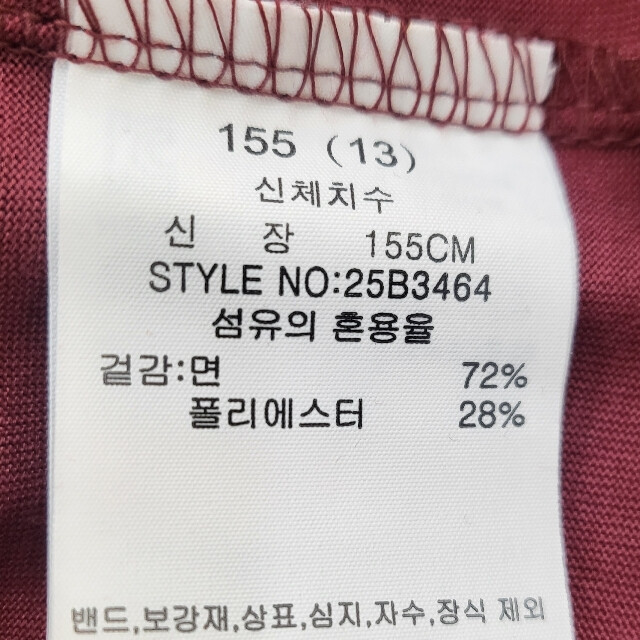 155 (13)
신체치수
신 장 155CM
STYLE NO:25B3464
섬유의 혼용율
겉감:면 72%
폴리에스터 28%
밴드,보강재,상표,심지,자수,장식 제외